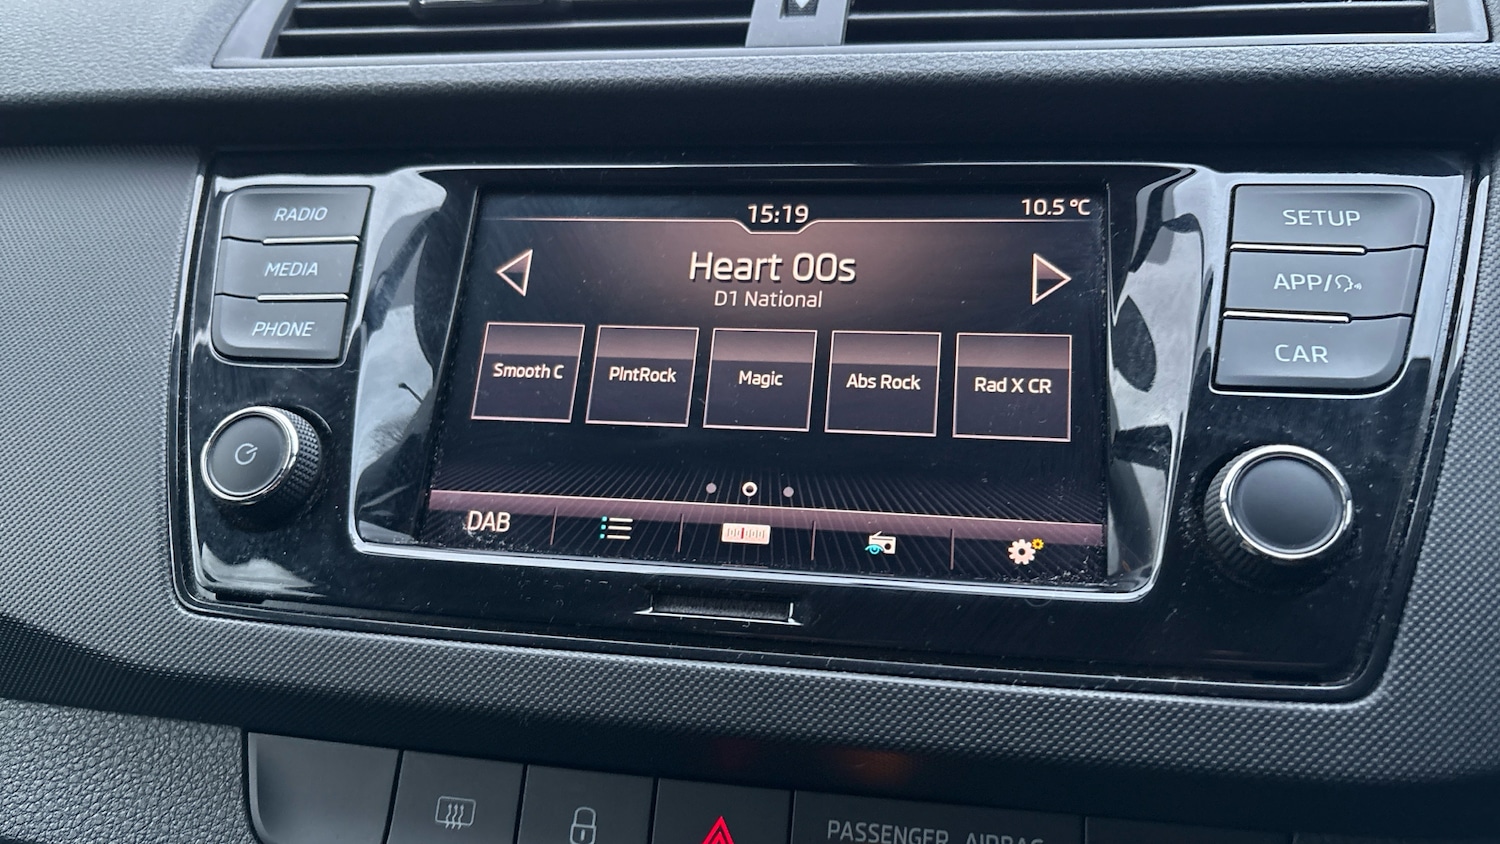 15:19
10.5 °C
RADIO
MEDIA
PHONE
Heart 00s
D1 National
Smooth C
PlntRock
Magic
Abs Rock
Rad X CR
DAB
SETUP
APP/
CAR
PASSENGER AIRBAG